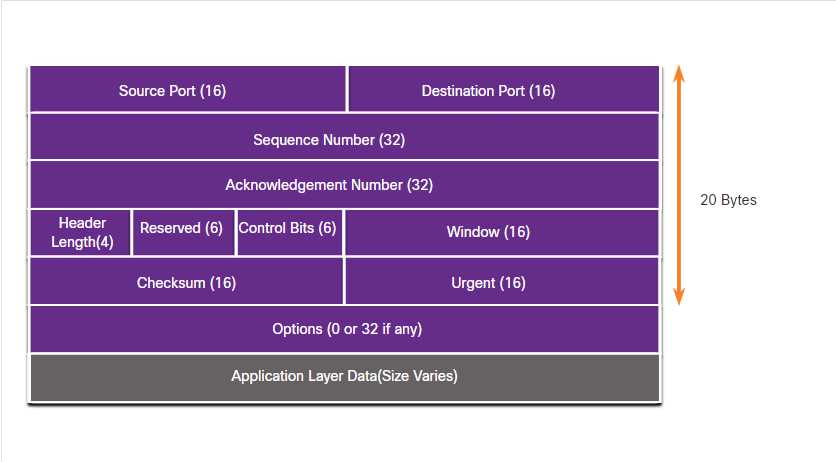 Source Port (16)
Destination Port (16)
Sequence Number (32)
Acknowledgement Number (32)
Header
Length(4)
Reserved (6)
Control Bits (6)
Window (16)
Checksum (16)
Urgent (16)
Options (0 or 32 if any)
Application Layer Data(Size Varies)
20 Bytes